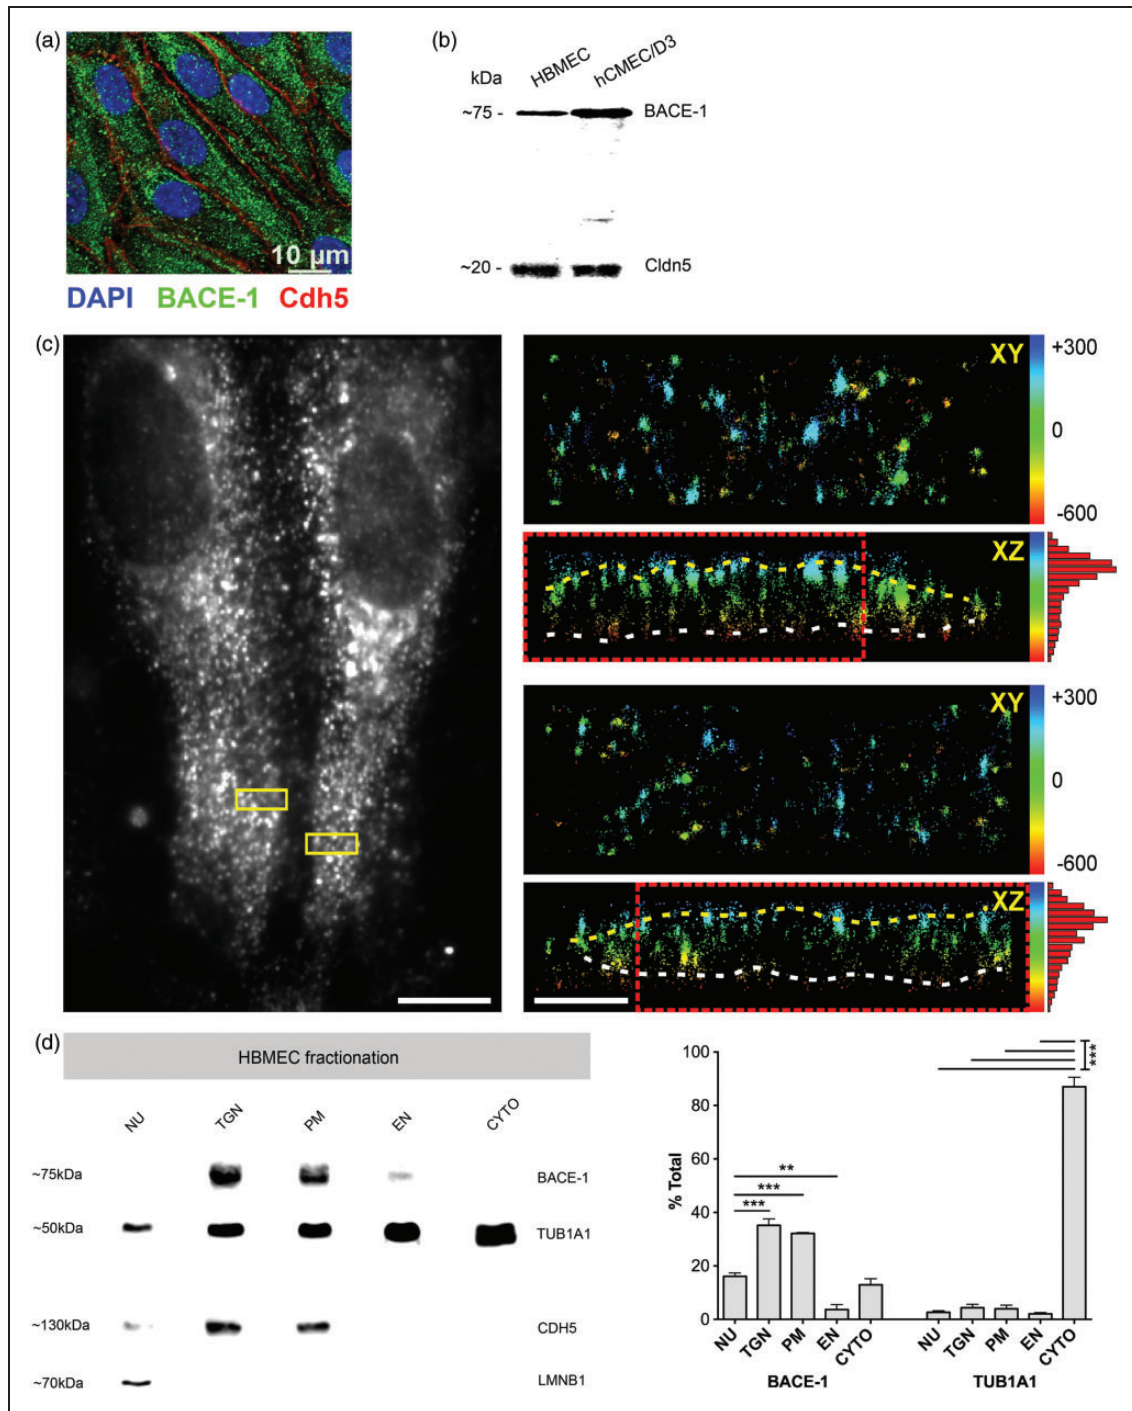 (a)
10 µm
DAPI BACE-1 Cdh5
(b)
kDa
HBMEC
hCMEC/D3
~75 -
BACE-1
~20 -
Cldn5
(c)
XY
+300
0
-600
XZ
XY
+300
0
-600
XZ
(d)
HBMEC fractionation
NU TGN PM EN CYTO
~75kDa BACE-1
~50kDa TUB1A1
~130kDa CDH5
~70kDa LMNB1
% Total
100
80
60
40
20
0
***
***
**
***
NU TGN PM EN CYTO NU TGN PM EN CYTO
BACE-1 TUB1A1